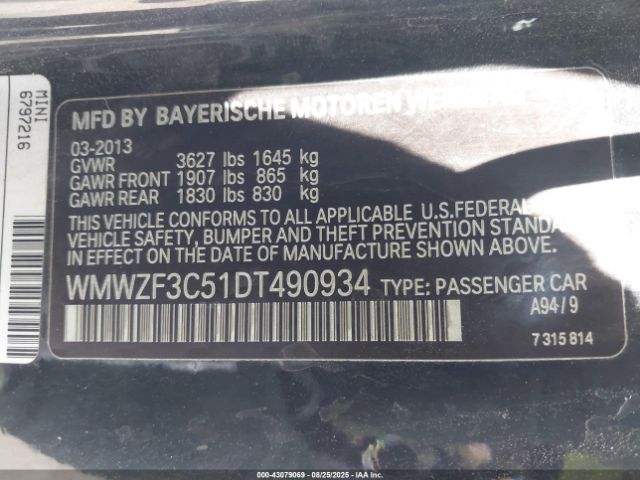 MINI
6797216
MFD BY BAYERISCHE MOTOREN
03-2013
GVWR 3627 lbs 1645 kg
GAWR FRONT 1907 lbs 865 kg
GAWR REAR 1830 lbs 830 kg
THIS VEHICLE CONFORMS TO ALL APPLICABLE U.S.FEDERAL
VEHICLE SAFETY, BUMPER AND THEFT PREVENTION
IN EFFECT ON THE DATE OF MANUFACTURE SHOWN ABOVE.
WMWZF3C51DT490934 TYPE: PASSENGER CAR
A94/9
7 315 814
000-43079069 - 08/25/2025 - IAA Inc.